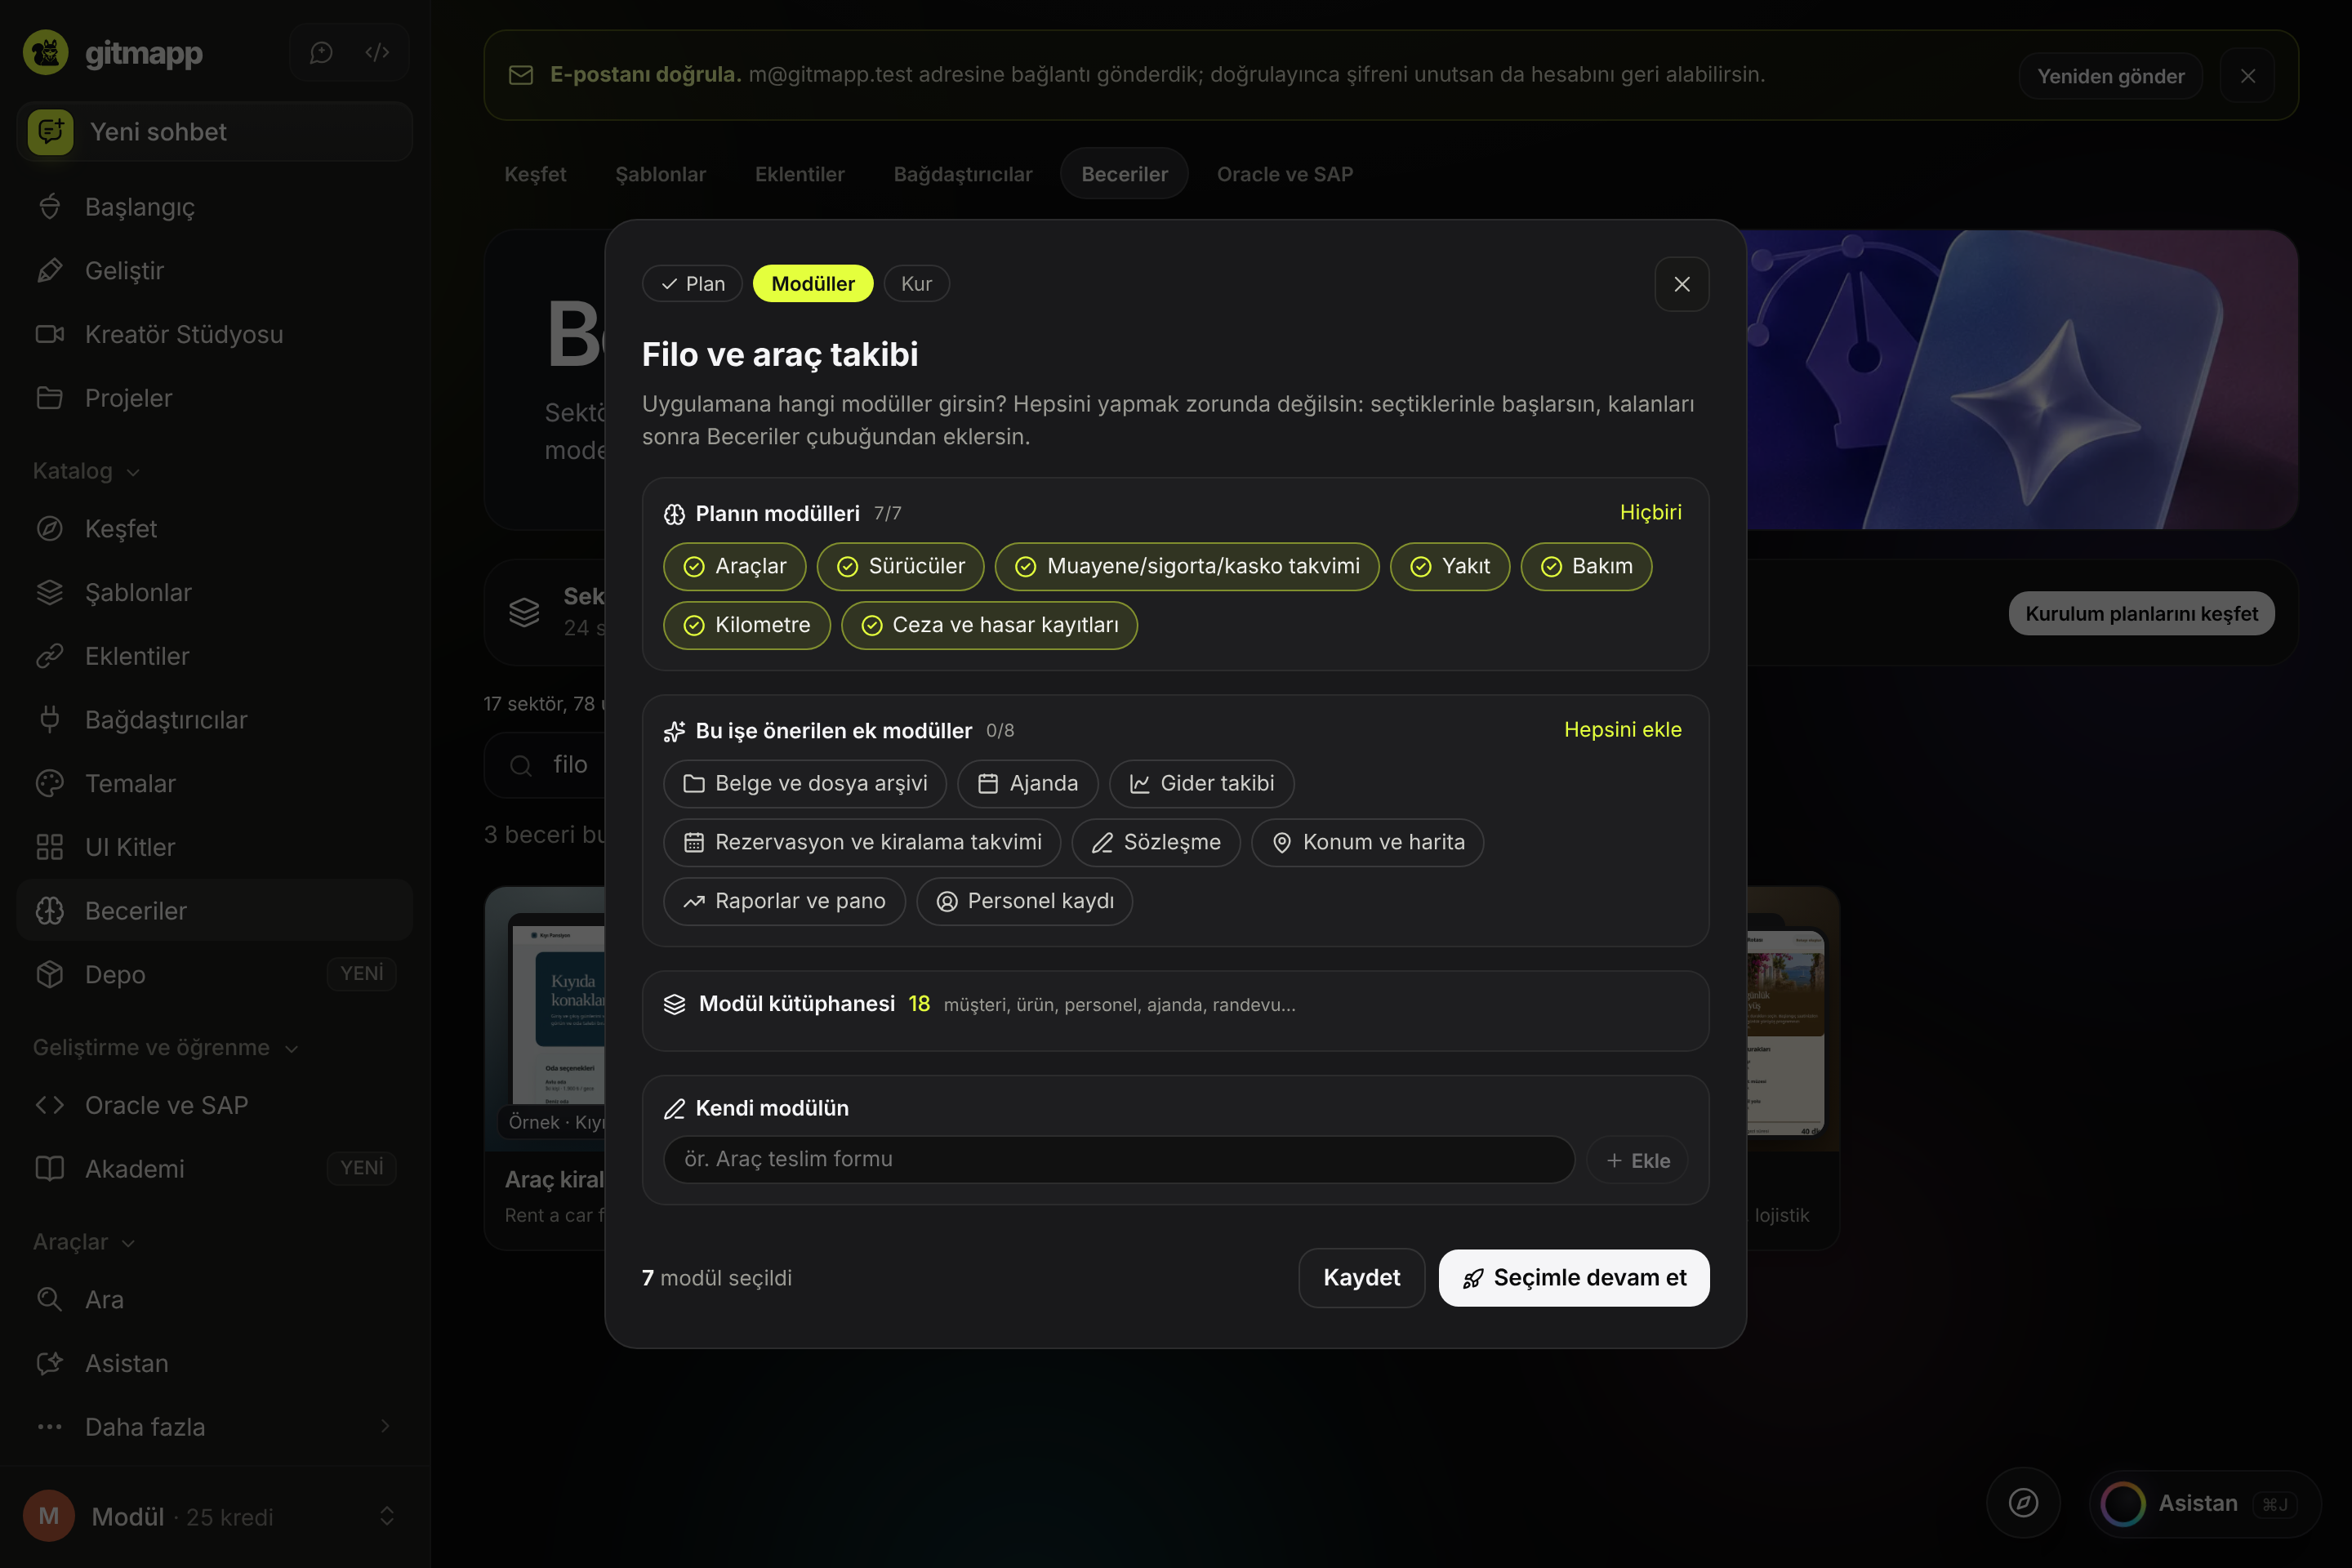 gitmapp
Yeni sohbet
Başlangıç
Geliştir
Kreatör Stüdyosu
Projeler
Katalog
Keşfet
Şablonlar
Eklentiler
Bağdaştırıcılar
Temalar
UI Kitler
Beceriler
Depo YENİ
Geliştirme ve öğrenme
Oracle ve SAP
Akademi YENİ
Araçlar
Ara
Asistan
Daha fazla
M Modül · 25 kredi
E-postanı doğrula. m@gitmapp.test adresine bağlantı gönderdik; doğrulayınca şifreni unutsan da hesabını geri alabilirsin.
Yeniden gönder
Keşfet Şablonlar Eklentiler Bağdaştırıcılar Beceriler Oracle ve SAP
Plan Modüller Kur
Filo ve araç takibi
Uygulamana hangi modüller girsin? Hepsini yapmak zorunda değilsin: seçtiklerinle başlarsın, kalanları
sonra Beceriler çubuğundan eklersin.
Planın modülleri 7/7 Hiçbiri
Araçlar Sürücüler Muayene/sigorta/kasko takvimi Yakıt Bakım
Kilometre Ceza ve hasar kayıtları
Bu işe önerilen ek modüller 0/8 Hepsini ekle
Belge ve dosya arşivi Ajanda Gider takibi
Rezervasyon ve kiralama takvimi Sözleşme Konum ve harita
Raporlar ve pano Personel kaydı
Modül kütüphanesi 18 müşteri, ürün, personel, ajanda, randevu...
Kendi modülün
ör. Araç teslim formu + Ekle
7 modül seçildi Kaydet Seçimle devam et
Kurulum planlarını keşfet
17 sektör, 78
filo
3 beceri
Kıyıda
Oda seçenekleri
Örnek ·
Rent a car
lojistik
40 dk
Asistan ⌘J